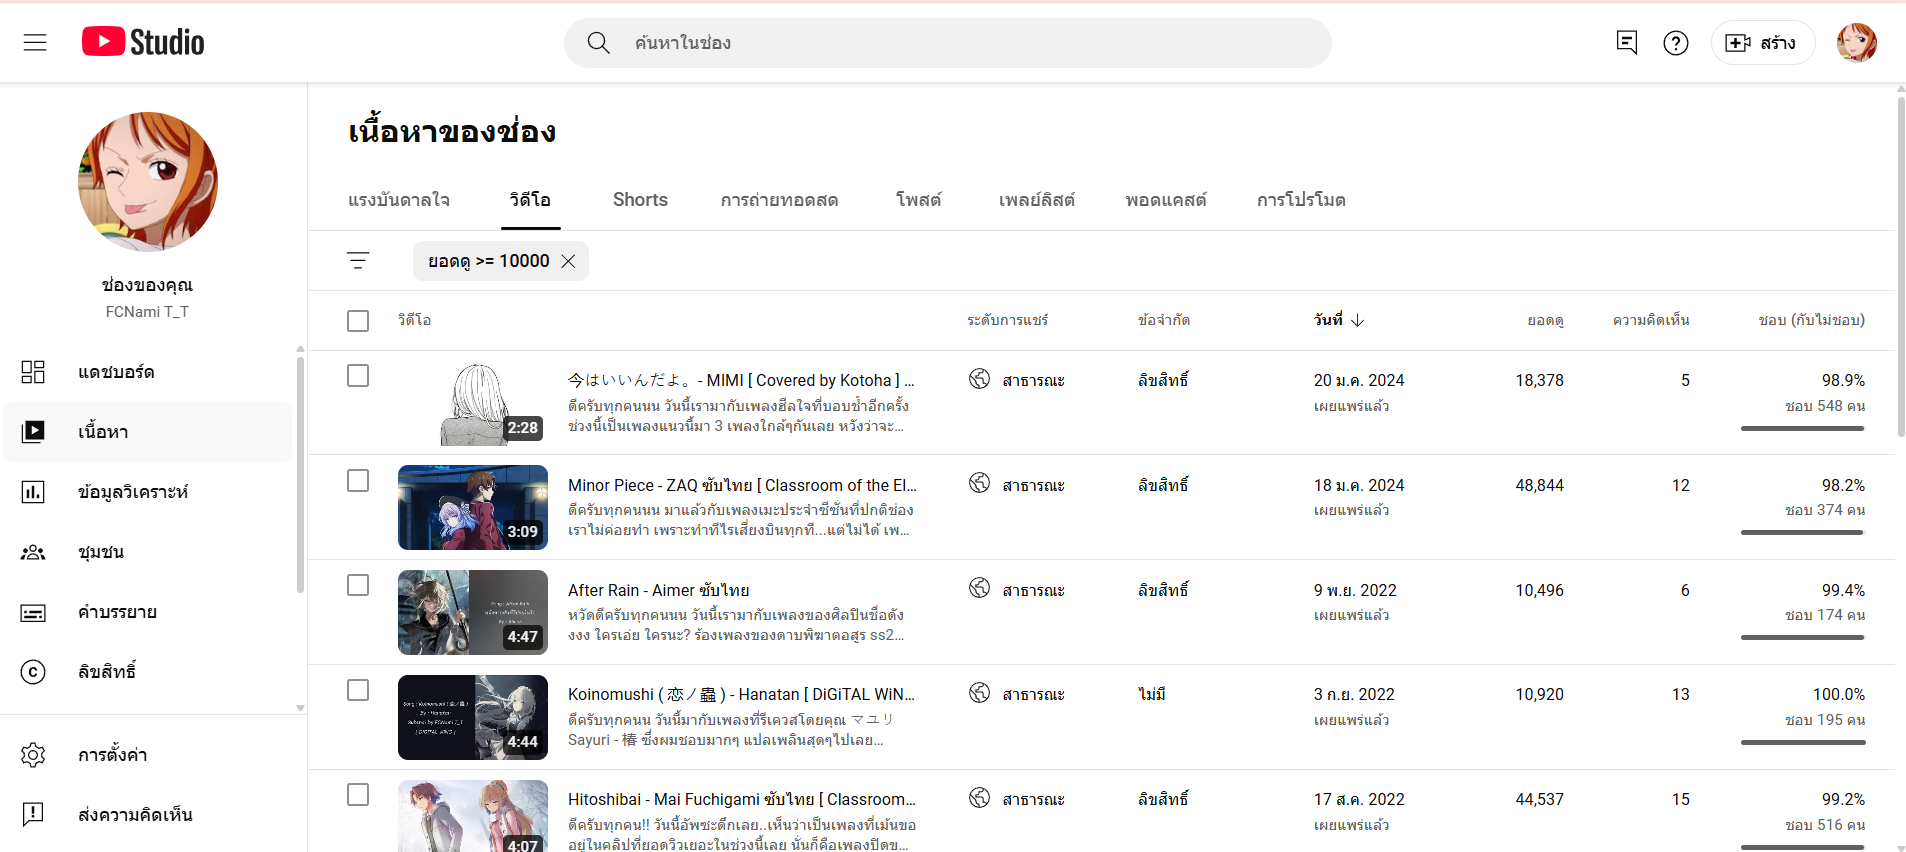 Studio
ค้นหาในช่อง
สร้าง
ช่องของคุณ
FCNami T_T
แดชบอร์ด
เนื้อหา
ข้อมูลวิเคราะห์
ชุมชน
คำบรรยาย
ลิขสิทธิ์
การตั้งค่า
ส่งความคิดเห็น
เนื้อหาของช่อง
แรงบันดาลใจ วิดีโอ Shorts การถ่ายทอดสด โพสต์ เพลย์ลิสต์ พอดแคสต์ การโปรโมต
ยอดดู >= 10000
วิดีโอ ระดับการแชร์ ข้อจำกัด วันที่ ยอดดู ความคิดเห็น ชอบ (กับไม่ชอบ)
今はいいんだよ。- MIMI [ Covered by Kotoha ] ... สาธารณะ ลิขสิทธิ์ 20 ม.ค. 2024 18,378 5 98.9%
ดีครับทุกคนนน วันนี้เรามากับเพลงฮีลใจที่บอบช้ำอีกครั้ง เผยแพร่แล้ว ชอบ 548 คน
ช่วงนี้เป็นเพลงแนวนี้มา 3 เพลงใกล้ๆกันเลย หวังว่าจะ...
2:28
Minor Piece - ZAQ ซับไทย [ Classroom of the El... สาธารณะ ลิขสิทธิ์ 18 ม.ค. 2024 48,844 12 98.2%
ดีครับทุกคนนน มาแล้วกับเพลงเมะประจำซีซั่นที่ปกติช่อง เผยแพร่แล้ว ชอบ 374 คน
เราไม่ค่อยทำ เพราะทำทีไรเสี่ยงบินทุกที...แต่ไม่ได้ เพ...
3:09
After Rain - Aimer ซับไทย สาธารณะ ลิขสิทธิ์ 9 พ.ย. 2022 10,496 6 99.4%
หวัดดีครับทุกคนนน วันนี้เรามากับเพลงของศิลปินชื่อดัง เผยแพร่แล้ว ชอบ 174 คน
งงง ใครเอ่ย ใครนะ? ร้องเพลงของดาบพิฆาตอสูร ss2...
Song : After Rain
4:47
Koinomushi ( 恋ノ蟲 ) - Hanatan [ DiGiTAL WiN... สาธารณะ ไม่มี 3 ก.ย. 2022 10,920 13 100.0%
ดีครับทุกคนน วันนี้มากับเพลงที่รีเควสโดยคุณ マユリ เผยแพร่แล้ว ชอบ 195 คน
Sayuri - 椿 ซึ่งผมชอบมากๆ แปลเพลินสุดๆไปเลย...
Song : Koinomushi ( 恋ノ蟲 )
By : Hanatan
Subthai by FCNami T_T
[ DIGITAL WING ]
4:44
Hitoshibai - Mai Fuchigami ซับไทย [ Classroom... สาธารณะ ลิขสิทธิ์ 17 ส.ค. 2022 44,537 15 99.2%
ดีครับทุกคน!! วันนี้อัพซะดึกเลย..เห็นว่าเป็นเพลงที่เม้นขอ เผยแพร่แล้ว ชอบ 516 คน
อยู่ในคลิปที่ยอดวิวเยอะในช่วงนี้เลย นั่นก็คือเพลงปิดข...
4:07